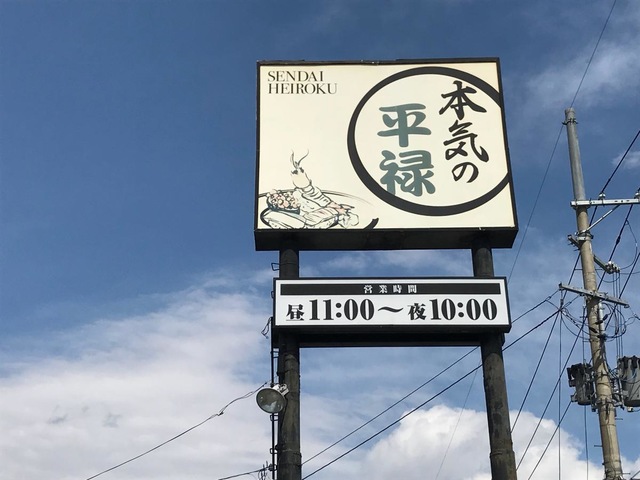 SENDAI
HEIROKU
本気の
平禄
営業時間
昼11:00〜夜10:00